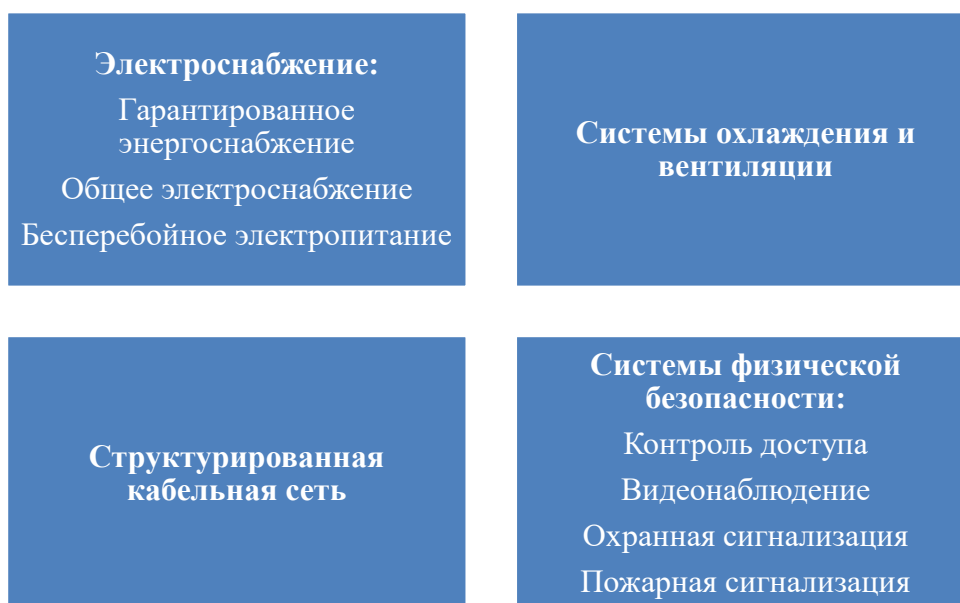 Электроснабжение:
Гарантированное
энергоснабжение
Общее электроснабжение
Бесперебойное электропитание
Системы охлаждения и
вентиляции
Структурированная
кабельная сеть
Системы физической
безопасности:
Контроль доступа
Видеонаблюдение
Охранная сигнализация
Пожарная сигнализация